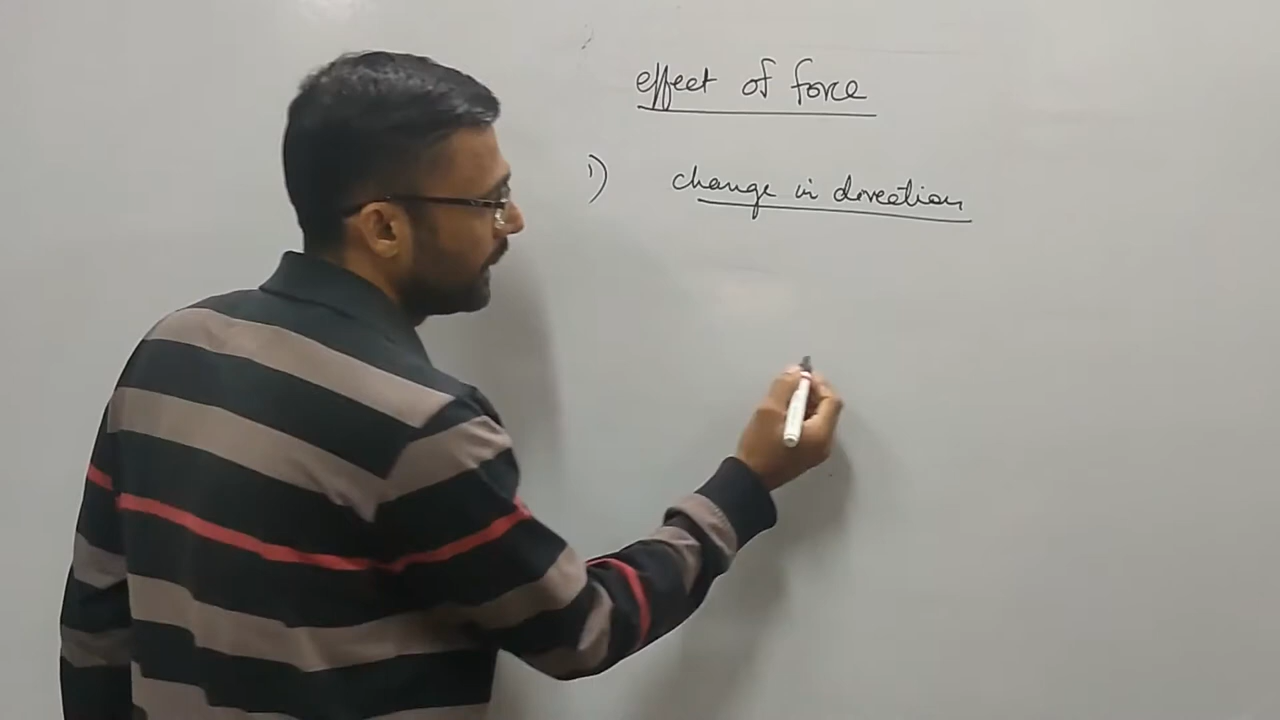 effect of force
1) change in direction